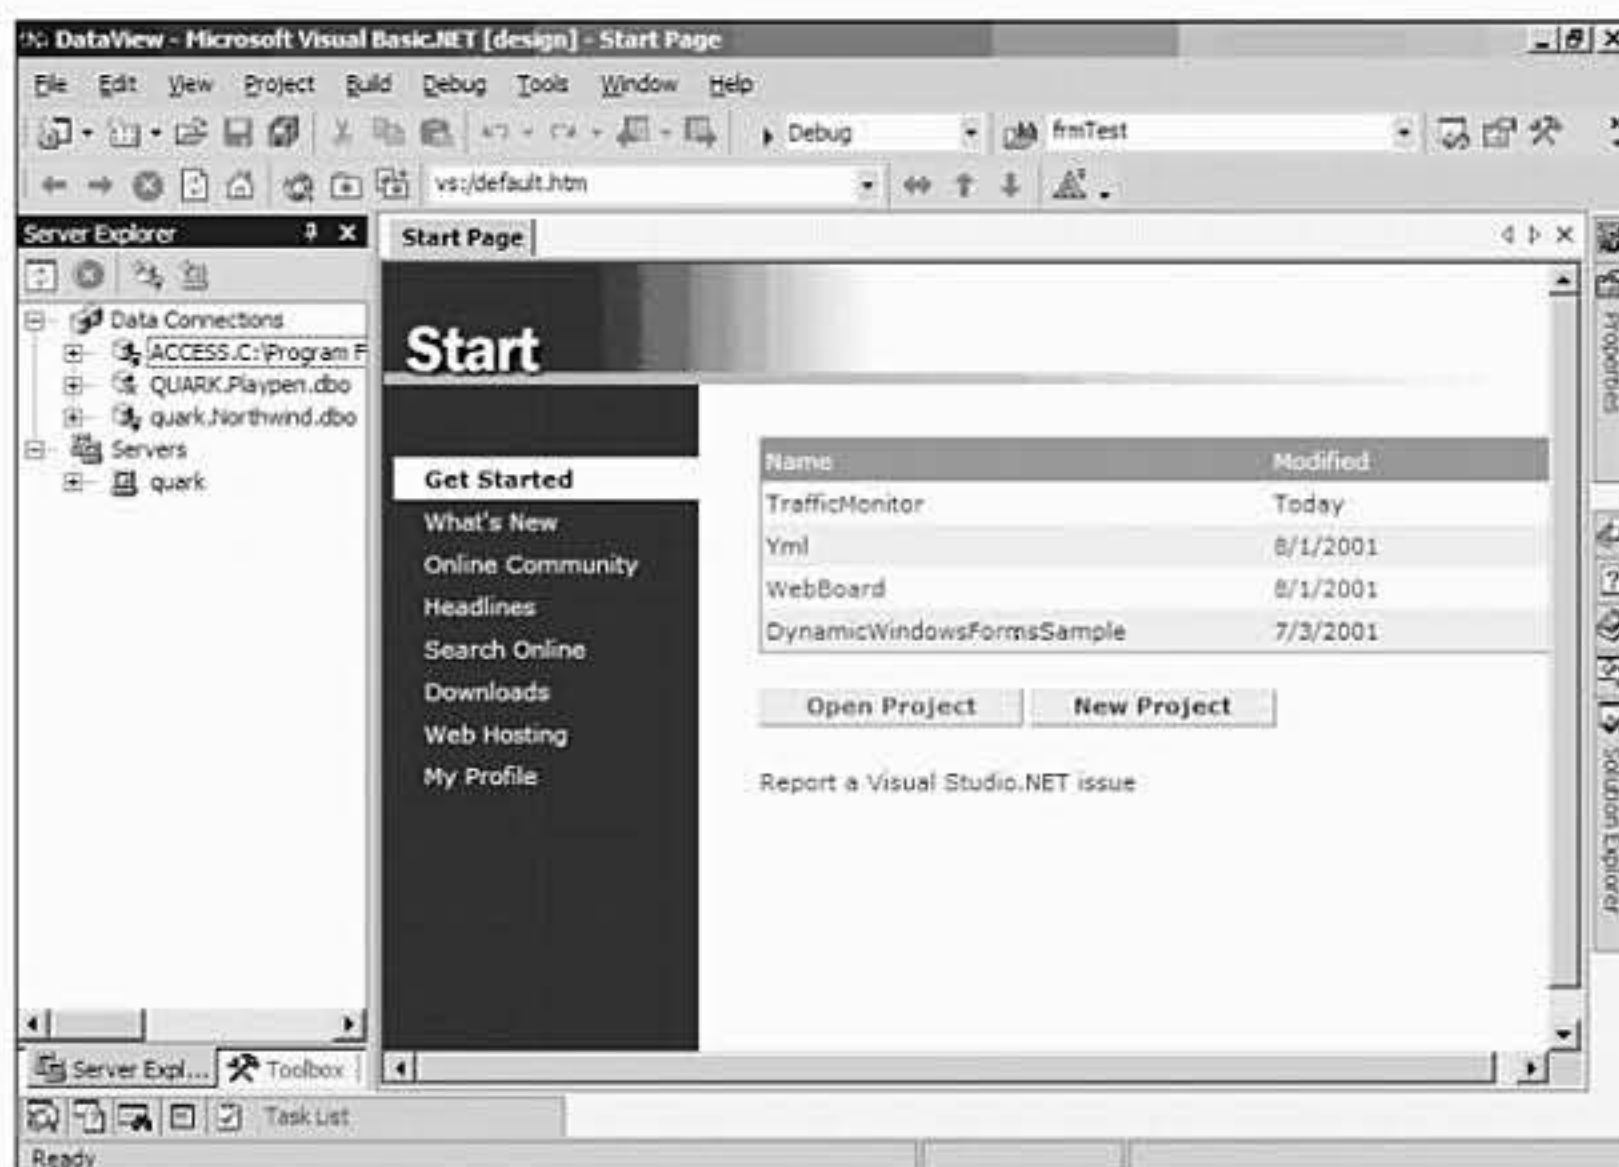 DataView - Microsoft Visual Basic.NET [design] - Start Page
File Edit View Project Build Debug Tools Window Help
Debug frmTest
vs:/default.htm
Server Explorer
Data Connections
ACCESS.C:\Program F
QUARK.Playpen.dbo
quark.Northwind.dbo
Servers
quark
Server Expl... Toolbox
Start Page
Start
Get Started
What's New
Online Community
Headlines
Search Online
Downloads
Web Hosting
My Profile
Name Modified
TrafficMonitor Today
Yml 8/1/2001
WebBoard 8/1/2001
DynamicWindowsFormsSample 7/3/2001
Open Project New Project
Report a Visual Studio.NET issue
Properties
Solution Explorer
Task List
Ready